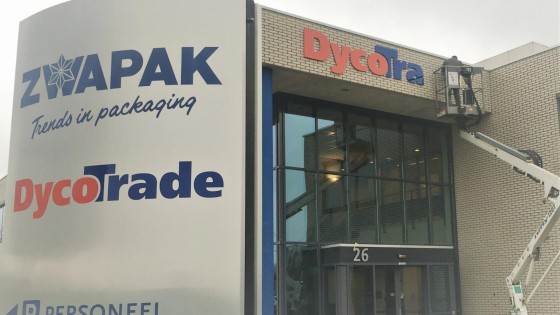 ZWAPAK
Trends in packaging
DycoTrade
P PERSONEEL
DycoTra
26